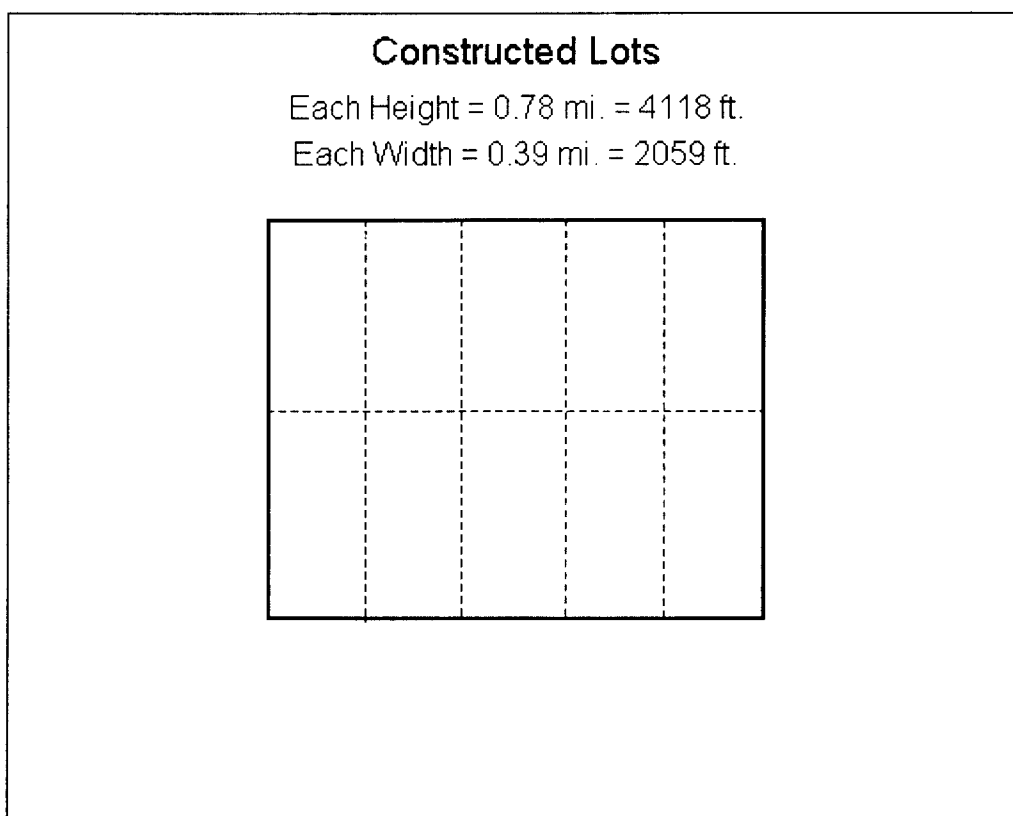 Constructed Lots
Each Height = 0.78 mi. = 4118 ft.
Each Width = 0.39 mi. = 2059 ft.